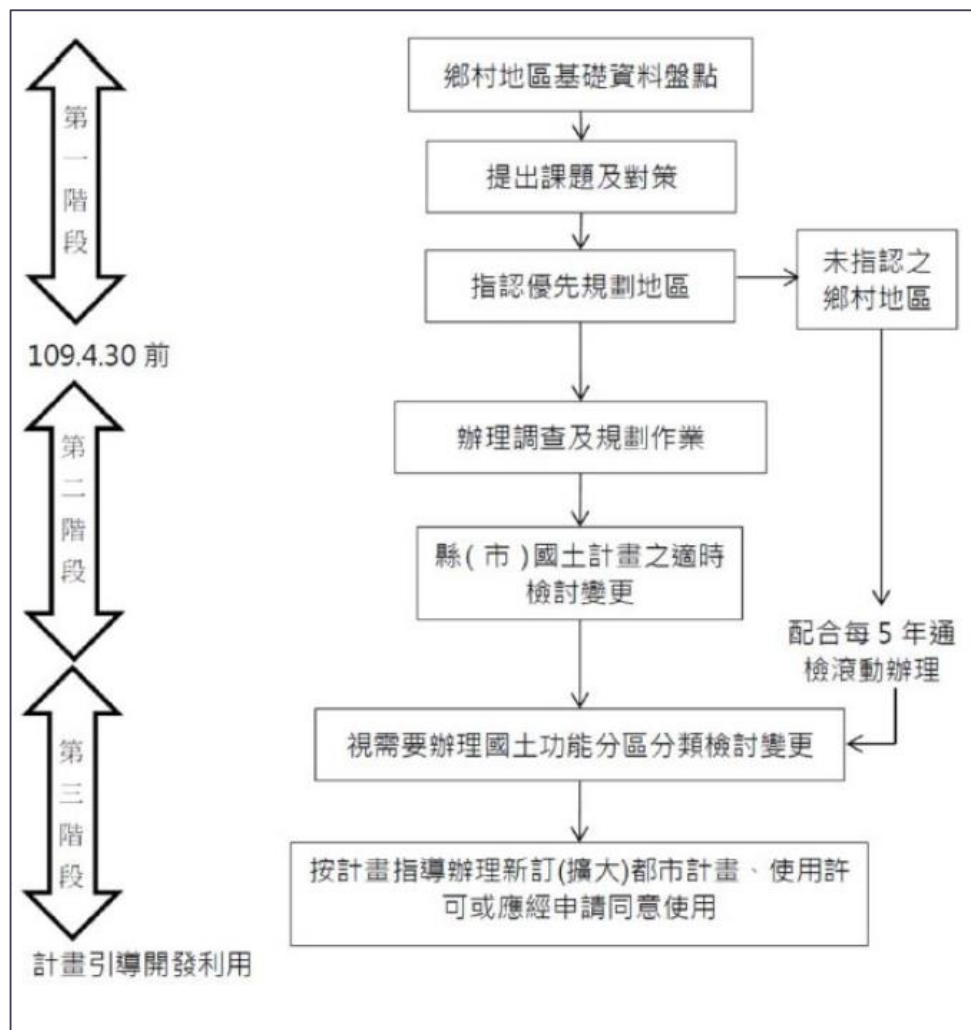 第一階段
鄉村地區基礎資料盤點
提出課題及對策
指認優先規劃地區
未指認之
鄉村地區
109.4.30 前
第二階段
辦理調查及規劃作業
縣(市)國土計畫之適時
檢討變更
配合每 5 年通
檢滾動辦理
第三階段
視需要辦理國土功能分區分類檢討變更
按計畫指導辦理新訂(擴大)都市計畫、使用許
可或應經申請同意使用
計畫引導開發利用